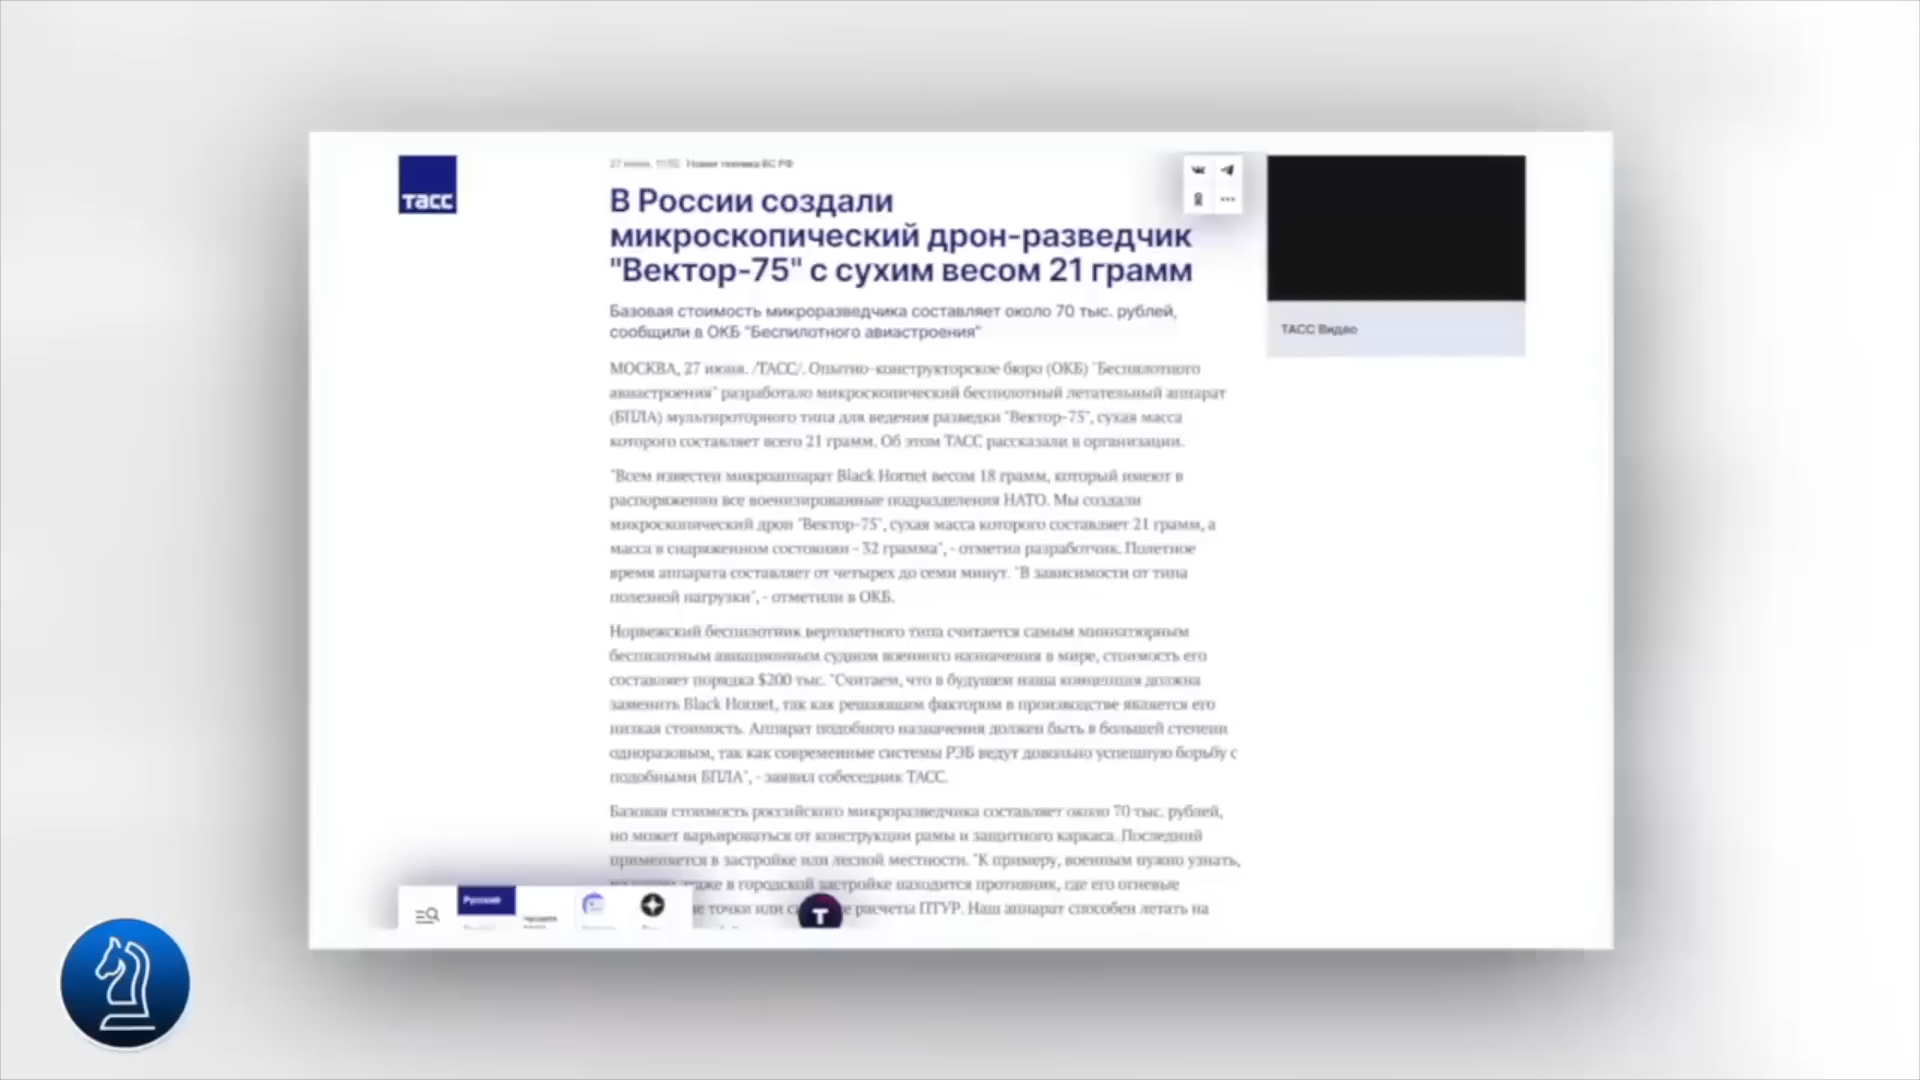 тасс
27 июня, 11:52 Новая техника ВС РФ
В России создали
микроскопический дрон-разведчик
"Вектор-75" с сухим весом 21 грамм
Базовая стоимость микроразведчика составляет около 70 тыс. рублей,
сообщили в ОКБ "Беспилотного авиастроения"
МОСКВА, 27 июня. /ТАСС/. Опытно-конструкторское бюро (ОКБ) "Беспилотного
авиастроения" разработало микроскопический беспилотный летательный аппарат
(БПЛА) мультироторного типа для ведения разведки "Вектор-75", сухая масса
которого составляет всего 21 грамм. Об этом ТАСС рассказали в организации.
"Всем известен микроаппарат Black Hornet весом 18 грамм, который имеют в
распоряжении все военизированные подразделения НАТО. Мы создали
микроскопический дрон "Вектор-75", сухая масса которого составляет 21 грамм, а
масса в снаряженном состоянии - 32 грамма", - отметил разработчик. Полетное
время аппарата составляет от четырех до семи минут. "В зависимости от типа
полезной нагрузки", - отметили в ОКБ.
Норвежский беспилотник вертолетного типа считается самым миниатюрным
беспилотным авиационным судном военного назначения в мире, стоимость его
составляет порядка $200 тыс. "Считаем, что в будущем наша концепция должна
заменить Black Hornet, так как решающим фактором в производстве является его
низкая стоимость. Аппарат подобного назначения должен быть в большей степени
одноразовым, так как современные системы РЭБ ведут довольно успешную борьбу с
подобными БПЛА", - заявил собеседник ТАСС.
Базовая стоимость российского микроразведчика составляет около 70 тыс. рублей,
но может варьироваться от конструкции рамы и защитного каркаса. Последний
применяется в застройке или лесной местности. "К примеру, военным нужно узнать,
в городской застройке находится противник, где его огневые
точки или расчеты ПТУР. Наш аппарат способен летать на
ТАСС Видео
Русский